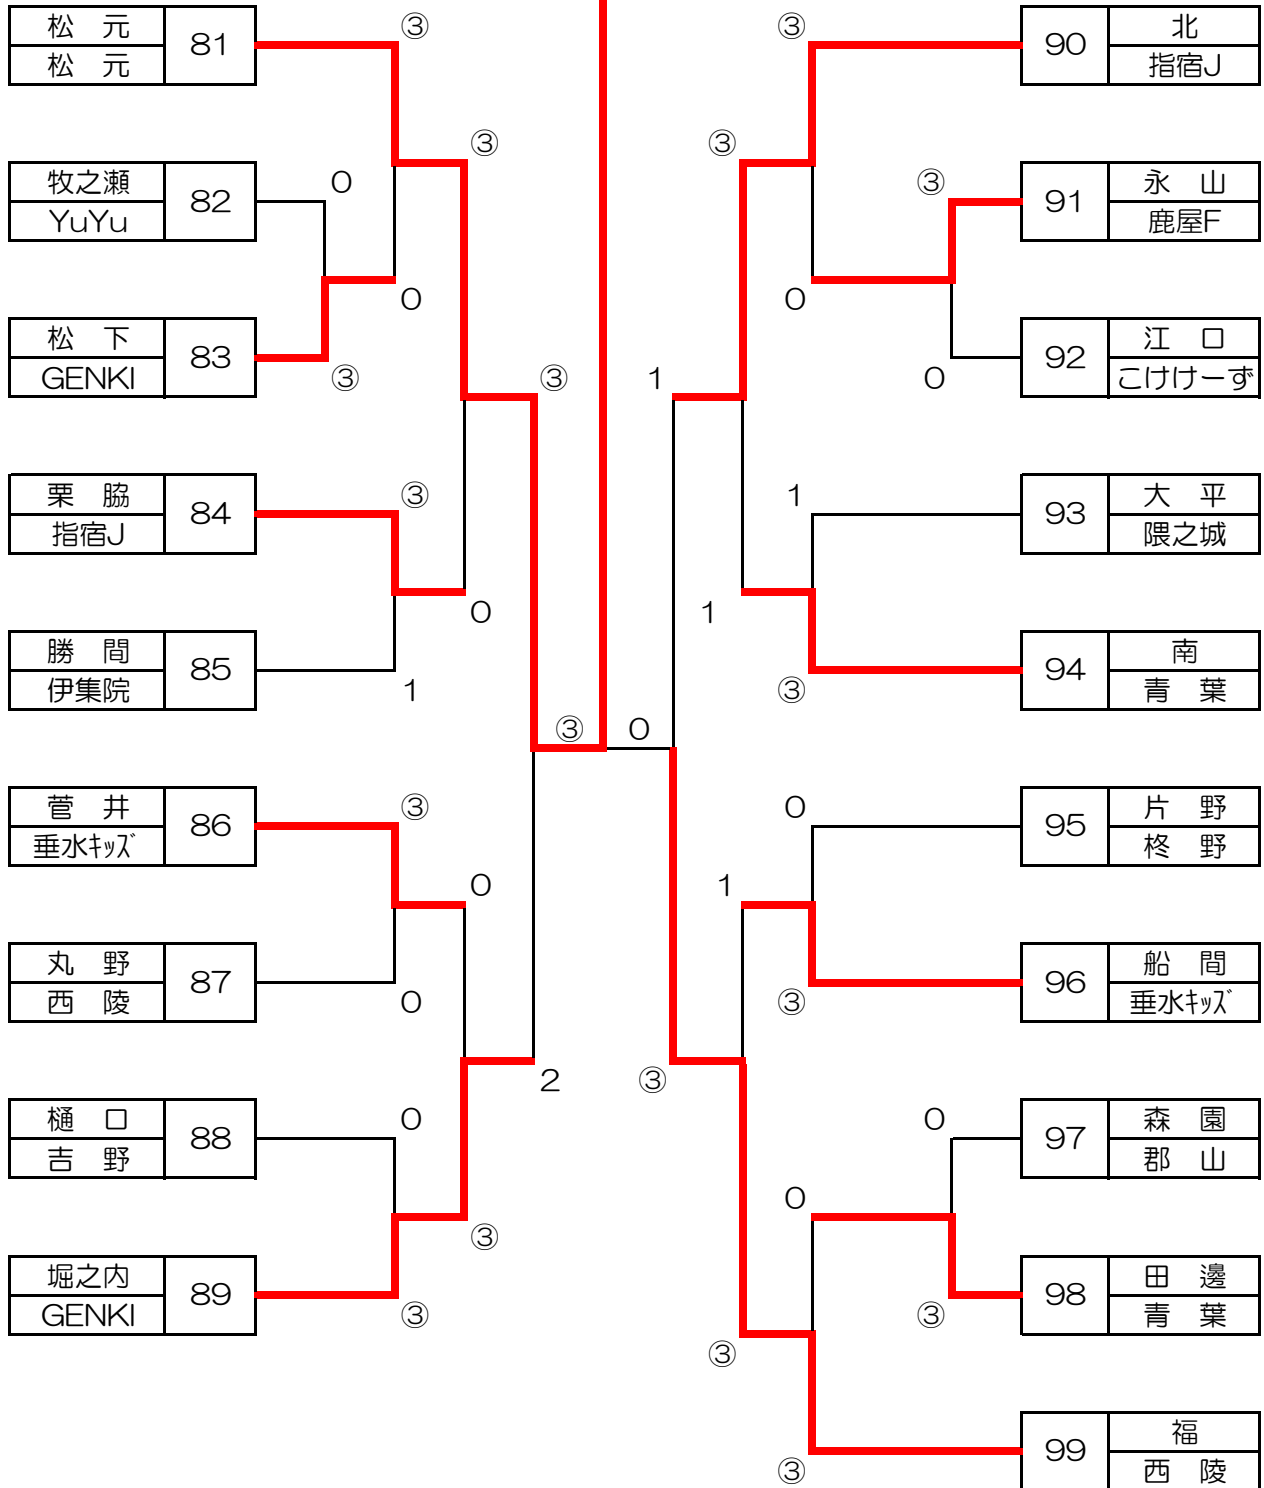 松　元
81
松　元
③
③
牧之瀬
82
YuYu
0
0
松　下
83
GENKI
③
③
栗　脇
84
指宿J
③
0
勝　間
85
伊集院
1
③
菅　井
86
垂水ｷｯｽﾞ
③
0
丸　野
87
西　陵
0
2
樋　口
88
吉　野
0
③
堀之内
89
GENKI
③
③
90
北
指宿J
③
③
91
永　山
鹿屋F
0
1
92
江　口
こけけーず
0
1
93
大　平
隈之城
1
94
南
青　葉
③
0
0
95
片　野
柊　野
1
96
船　間
垂水ｷｯｽﾞ
③
③
0
97
森　園
郡　山
0
98
田　邊
青　葉
③
③
99
福
西　陵
③